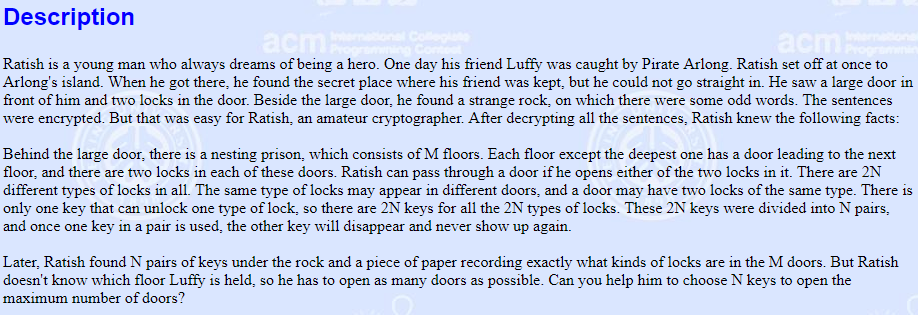 Description
acm International Collegiate
Programming Contest
acm International
Programming
Ratish is a young man who always dreams of being a hero. One day his friend Luffy was caught by Pirate Arlong. Ratish set off at once to
Arlong's island. When he got there, he found the secret place where his friend was kept, but he could not go straight in. He saw a large door in
front of him and two locks in the door. Beside the large door, he found a strange rock, on which there were some odd words. The sentences
were encrypted. But that was easy for Ratish, an amateur cryptographer. After decrypting all the sentences, Ratish knew the following facts:
Behind the large door, there is a nesting prison, which consists of M floors. Each floor except the deepest one has a door leading to the next
floor, and there are two locks in each of these doors. Ratish can pass through a door if he opens either of the two locks in it. There are 2N
different types of locks in all. The same type of locks may appear in different doors, and a door may have two locks of the same type. There is
only one key that can unlock one type of lock, so there are 2N keys for all the 2N types of locks. These 2N keys were divided into N pairs,
and once one key in a pair is used, the other key will disappear and never show up again.
Later, Ratish found N pairs of keys under the rock and a piece of paper recording exactly what kinds of locks are in the M doors. But Ratish
doesn't know which floor Luffy is held, so he has to open as many doors as possible. Can you help him to choose N keys to open the
maximum number of doors?